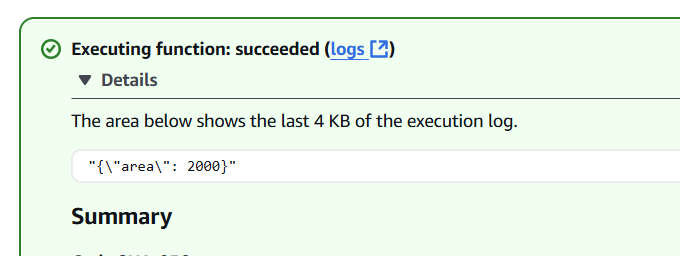 Executing function: succeeded (logs)
Details
The area below shows the last 4 KB of the execution log.
"{\"area\": 2000}"
Summary